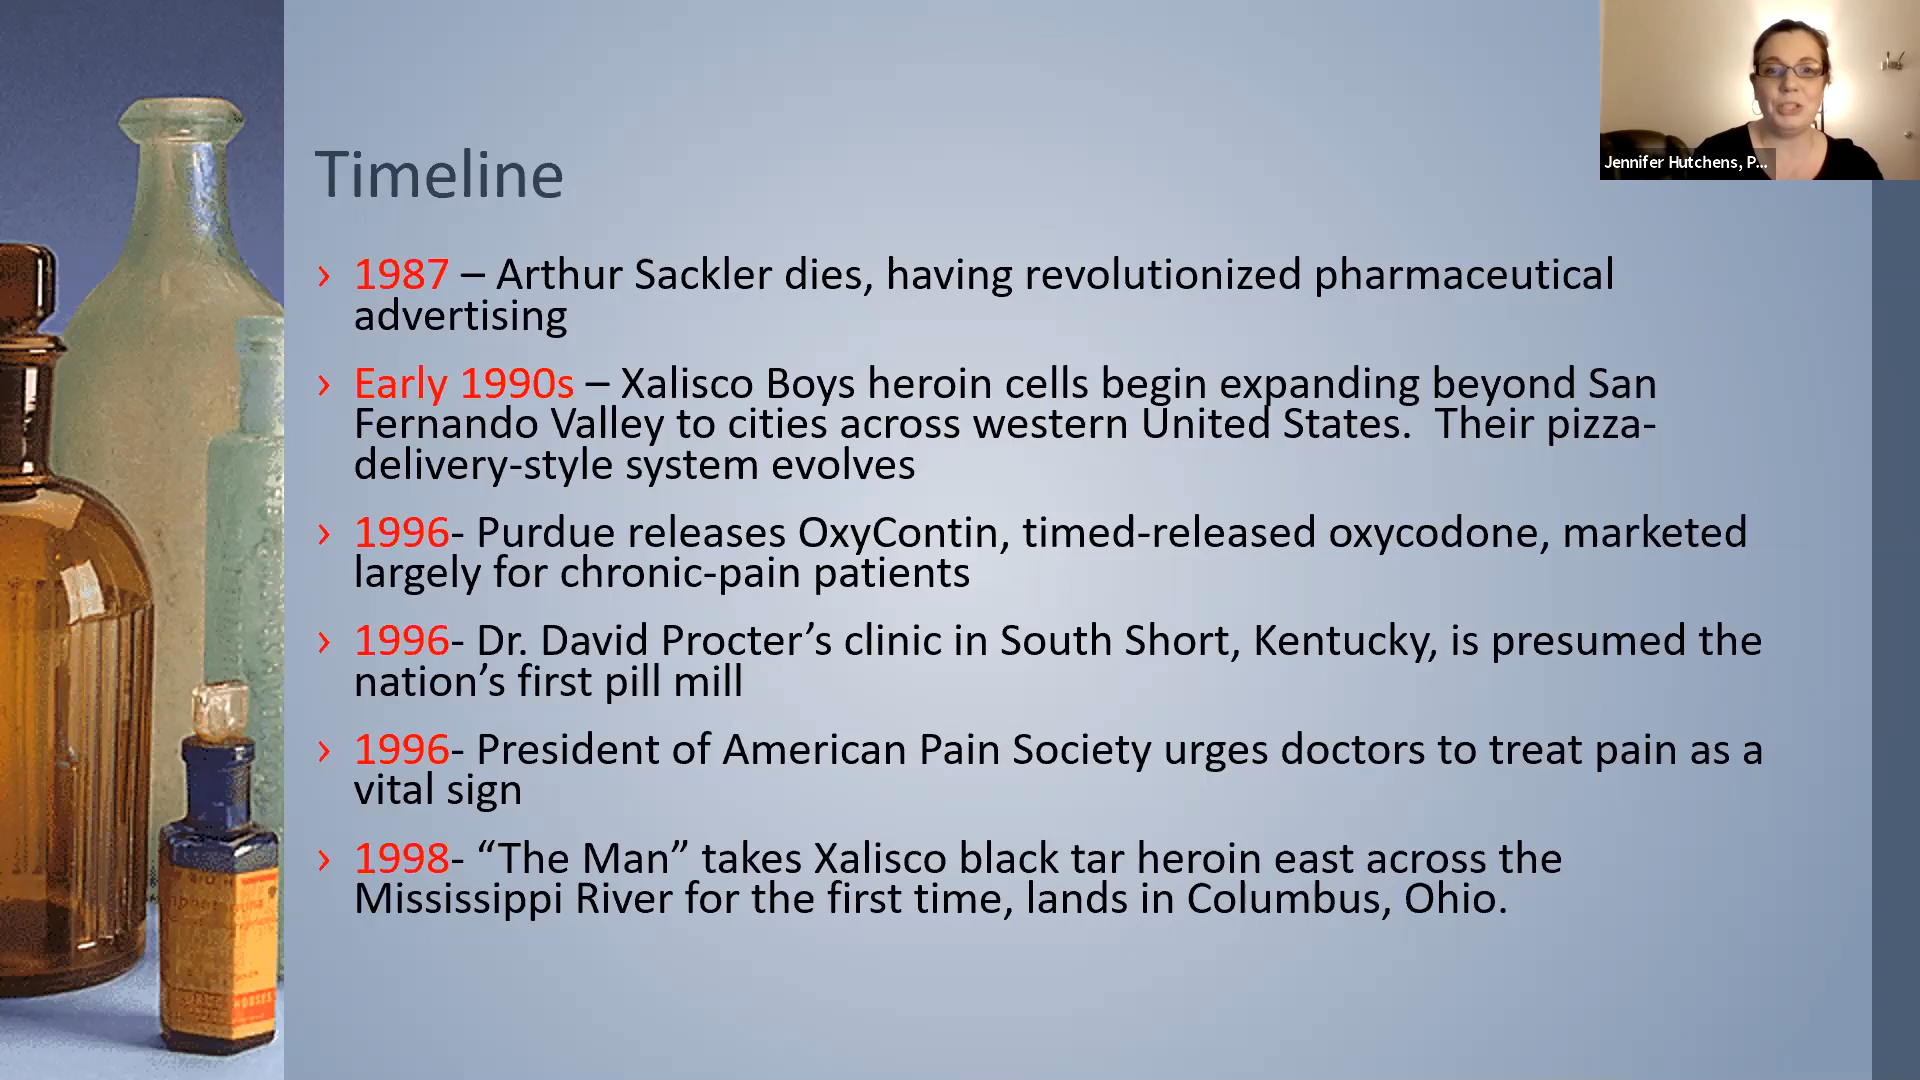 Jennifer Hutchens, P...
Timeline
› 1987 – Arthur Sackler dies, having revolutionized pharmaceutical
advertising
› Early 1990s – Xalisco Boys heroin cells begin expanding beyond San
Fernando Valley to cities across western United States.  Their pizza-
delivery-style system evolves
› 1996- Purdue releases OxyContin, timed-released oxycodone, marketed
largely for chronic-pain patients
› 1996- Dr. David Procter’s clinic in South Short, Kentucky, is presumed the
nation’s first pill mill
› 1996- President of American Pain Society urges doctors to treat pain as a
vital sign
› 1998- “The Man” takes Xalisco black tar heroin east across the
Mississippi River for the first time, lands in Columbus, Ohio.